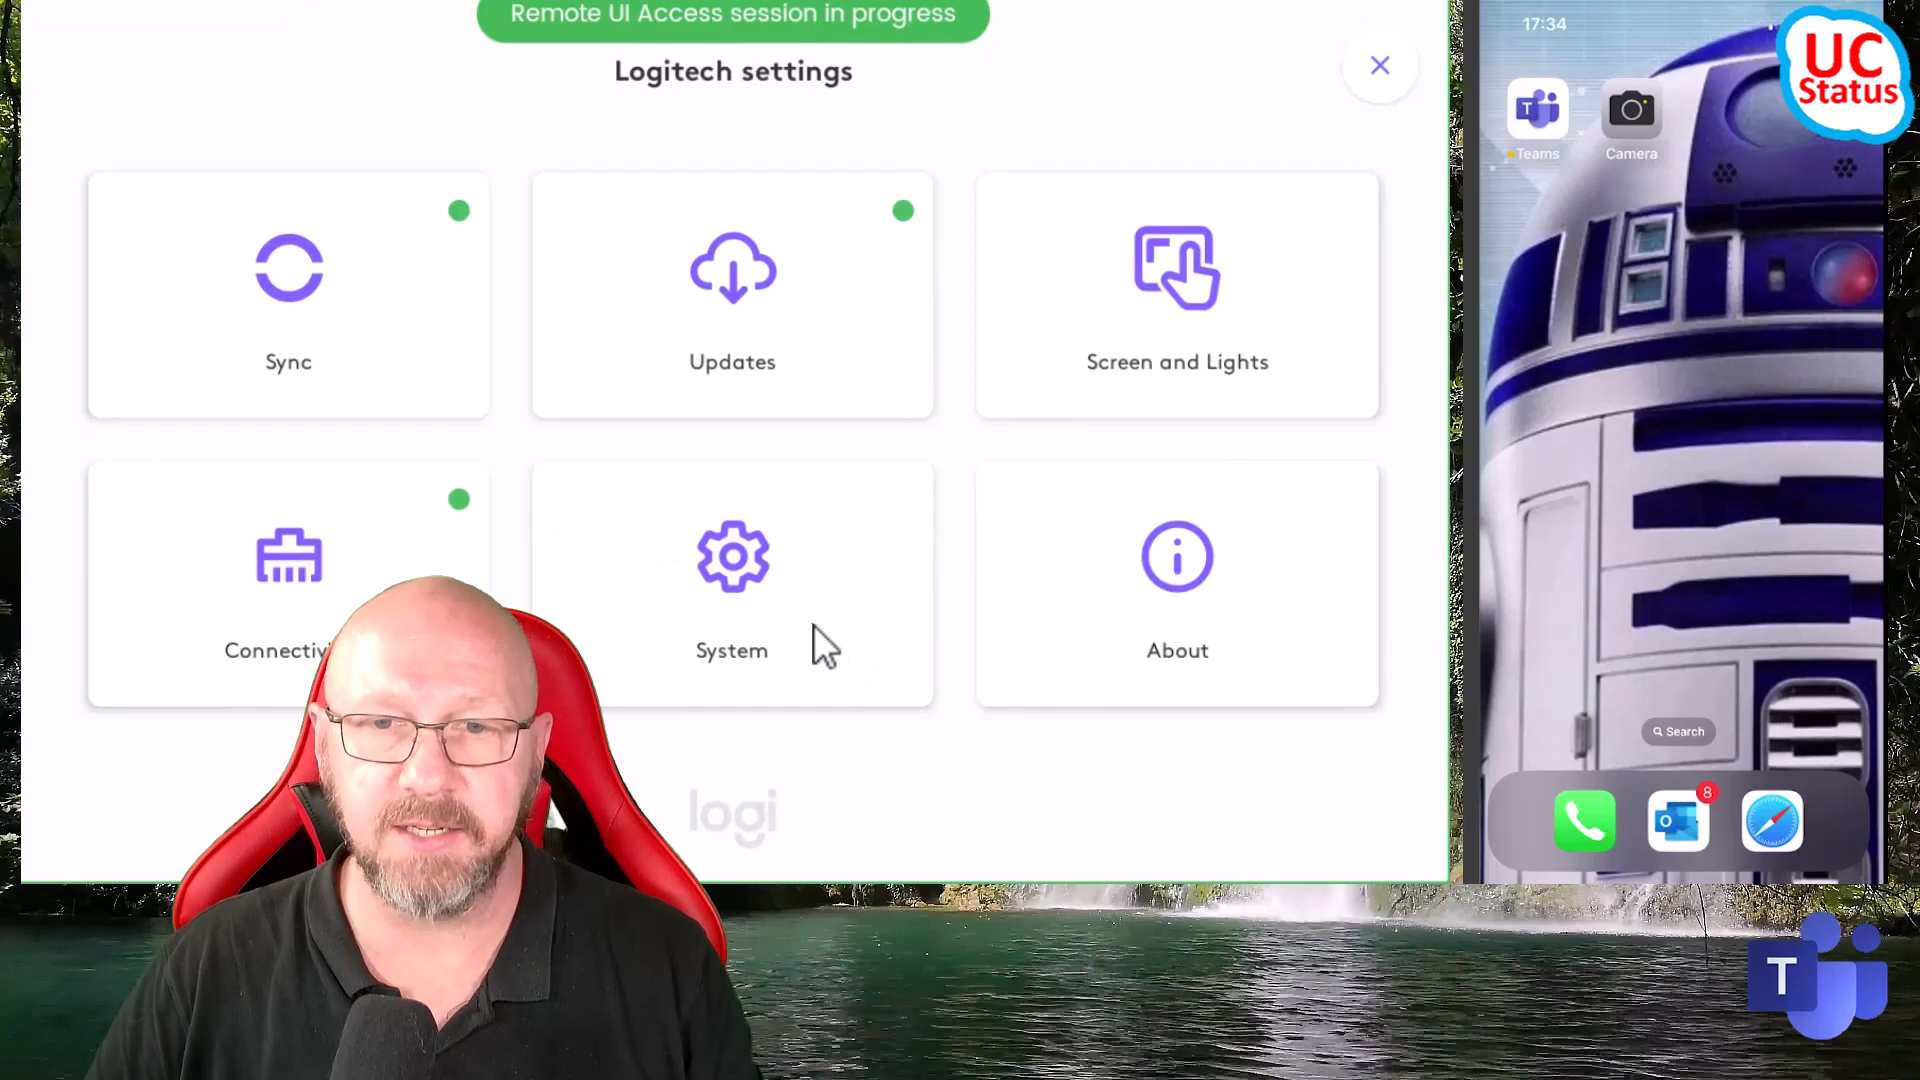 Remote UI Access session in progress
Logitech settings
Sync
Updates
Screen and Lights
Connectiv
System
About
logi
17:34
T
Teams
Camera
Search
O
8
UC
Status
T